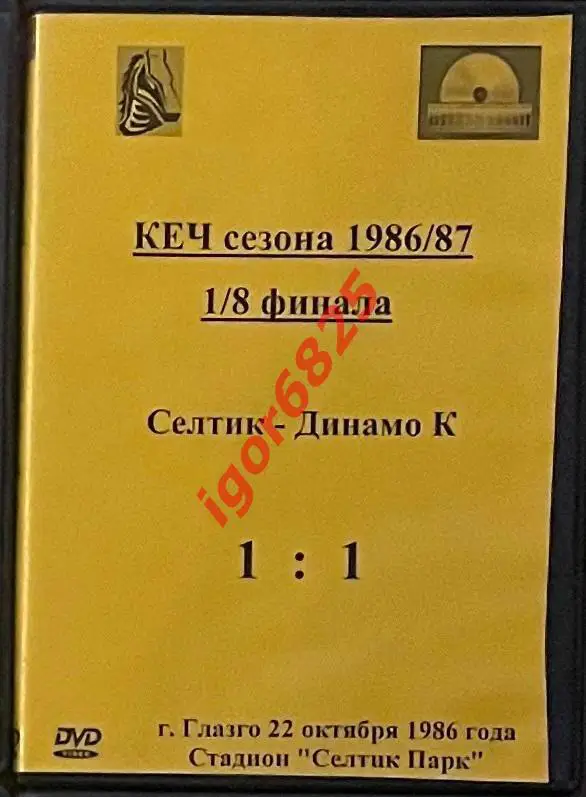 КЕЧ сезона 1986/87
1/8 финала
Селтик - Динамо К
igor6825
1 : 1
DVD
VIDEO
г. Глазго 22 октября 1986 года
Стадион "Селтик Парк"